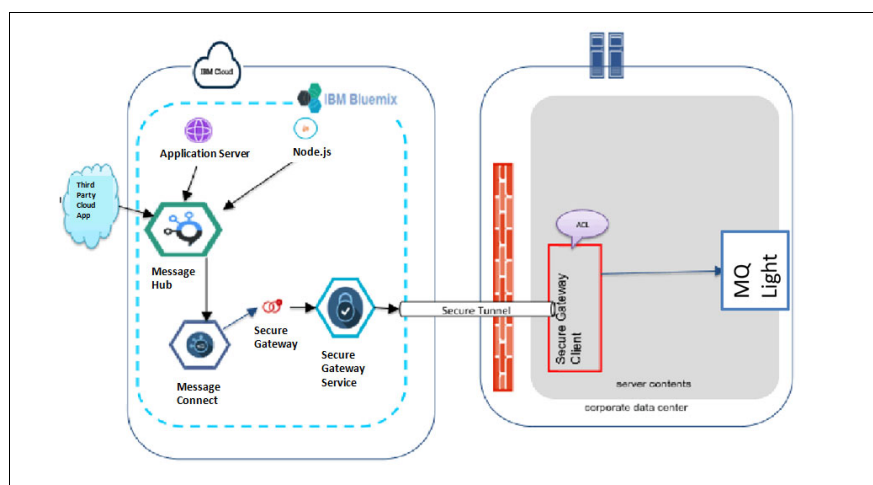 IBM Cloud
IBM Bluemix
Application Server
Node.js
Third
Party
Cloud
App
Message
Hub
Secure
Gateway
Secure
Gateway
Service
Message
Connect
Secure Tunnel
ACL
Secure Gateway
Client
MQ
Light
server contents
corporate data center